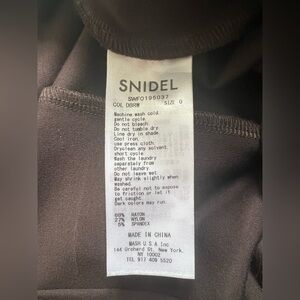 SNIDEL
SWFO195037
COL DBRW SIZE 0
Machine wash cold
gentle cycle.
Do not bleach.
Do not tumble dry
Line dry in shade.
Cool iron,
use press cloth.
Dryclean any solvent,
short cycle.
Wash the laundry
separately from
other laundry.
Do not leave wet
May shrink slightly when
washed.
Be careful not to expose
to friction or let it
get caught.
Dark colors may run.
RAYON
27% NYLON
5% SPANDEX
MADE IN CHINA
MASH U S A Inc
Orchard St. New York,
NY 10002
TEL 917 409 5520